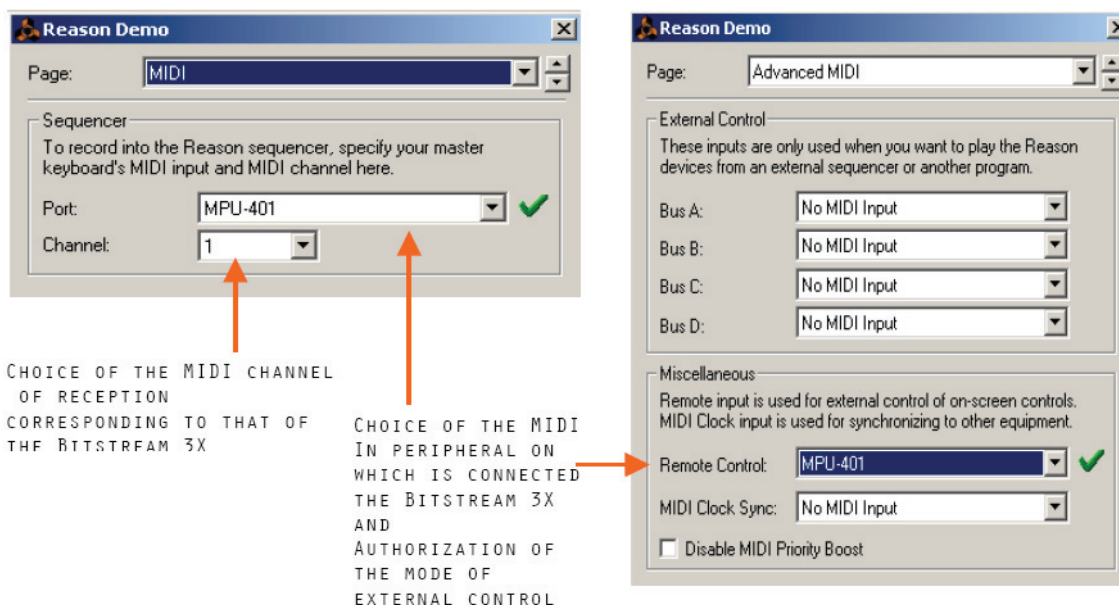 Reason Demo
Page: MIDI
Sequencer
To record into the Reason sequencer, specify your master
keyboard's MIDI input and MIDI channel here.
Port: MPU-401
Channel: 1
CHOICE OF THE MIDI CHANNEL
OF RECEPTION
CORRESPONDING TO THAT OF
THE BITSTREAM 3X
CHOICE OF THE MIDI
IN PERIPHERAL ON
WHICH IS CONNECTED
THE BITSTREAM 3X
AND
AUTHORIZATION OF
THE MODE OF
EXTERNAL CONTROL
Reason Demo
Page: Advanced MIDI
External Control
These inputs are only used when you want to play the Reason
devices from an external sequencer or another program.
Bus A: No MIDI Input
Bus B: No MIDI Input
Bus C: No MIDI Input
Bus D: No MIDI Input
Miscellaneous
Remote input is used for external control of on-screen controls.
MIDI Clock input is used for synchronizing to other equipment.
Remote Control: MPU-401
MIDI Clock Sync: No MIDI Input
Disable MIDI Priority Boost